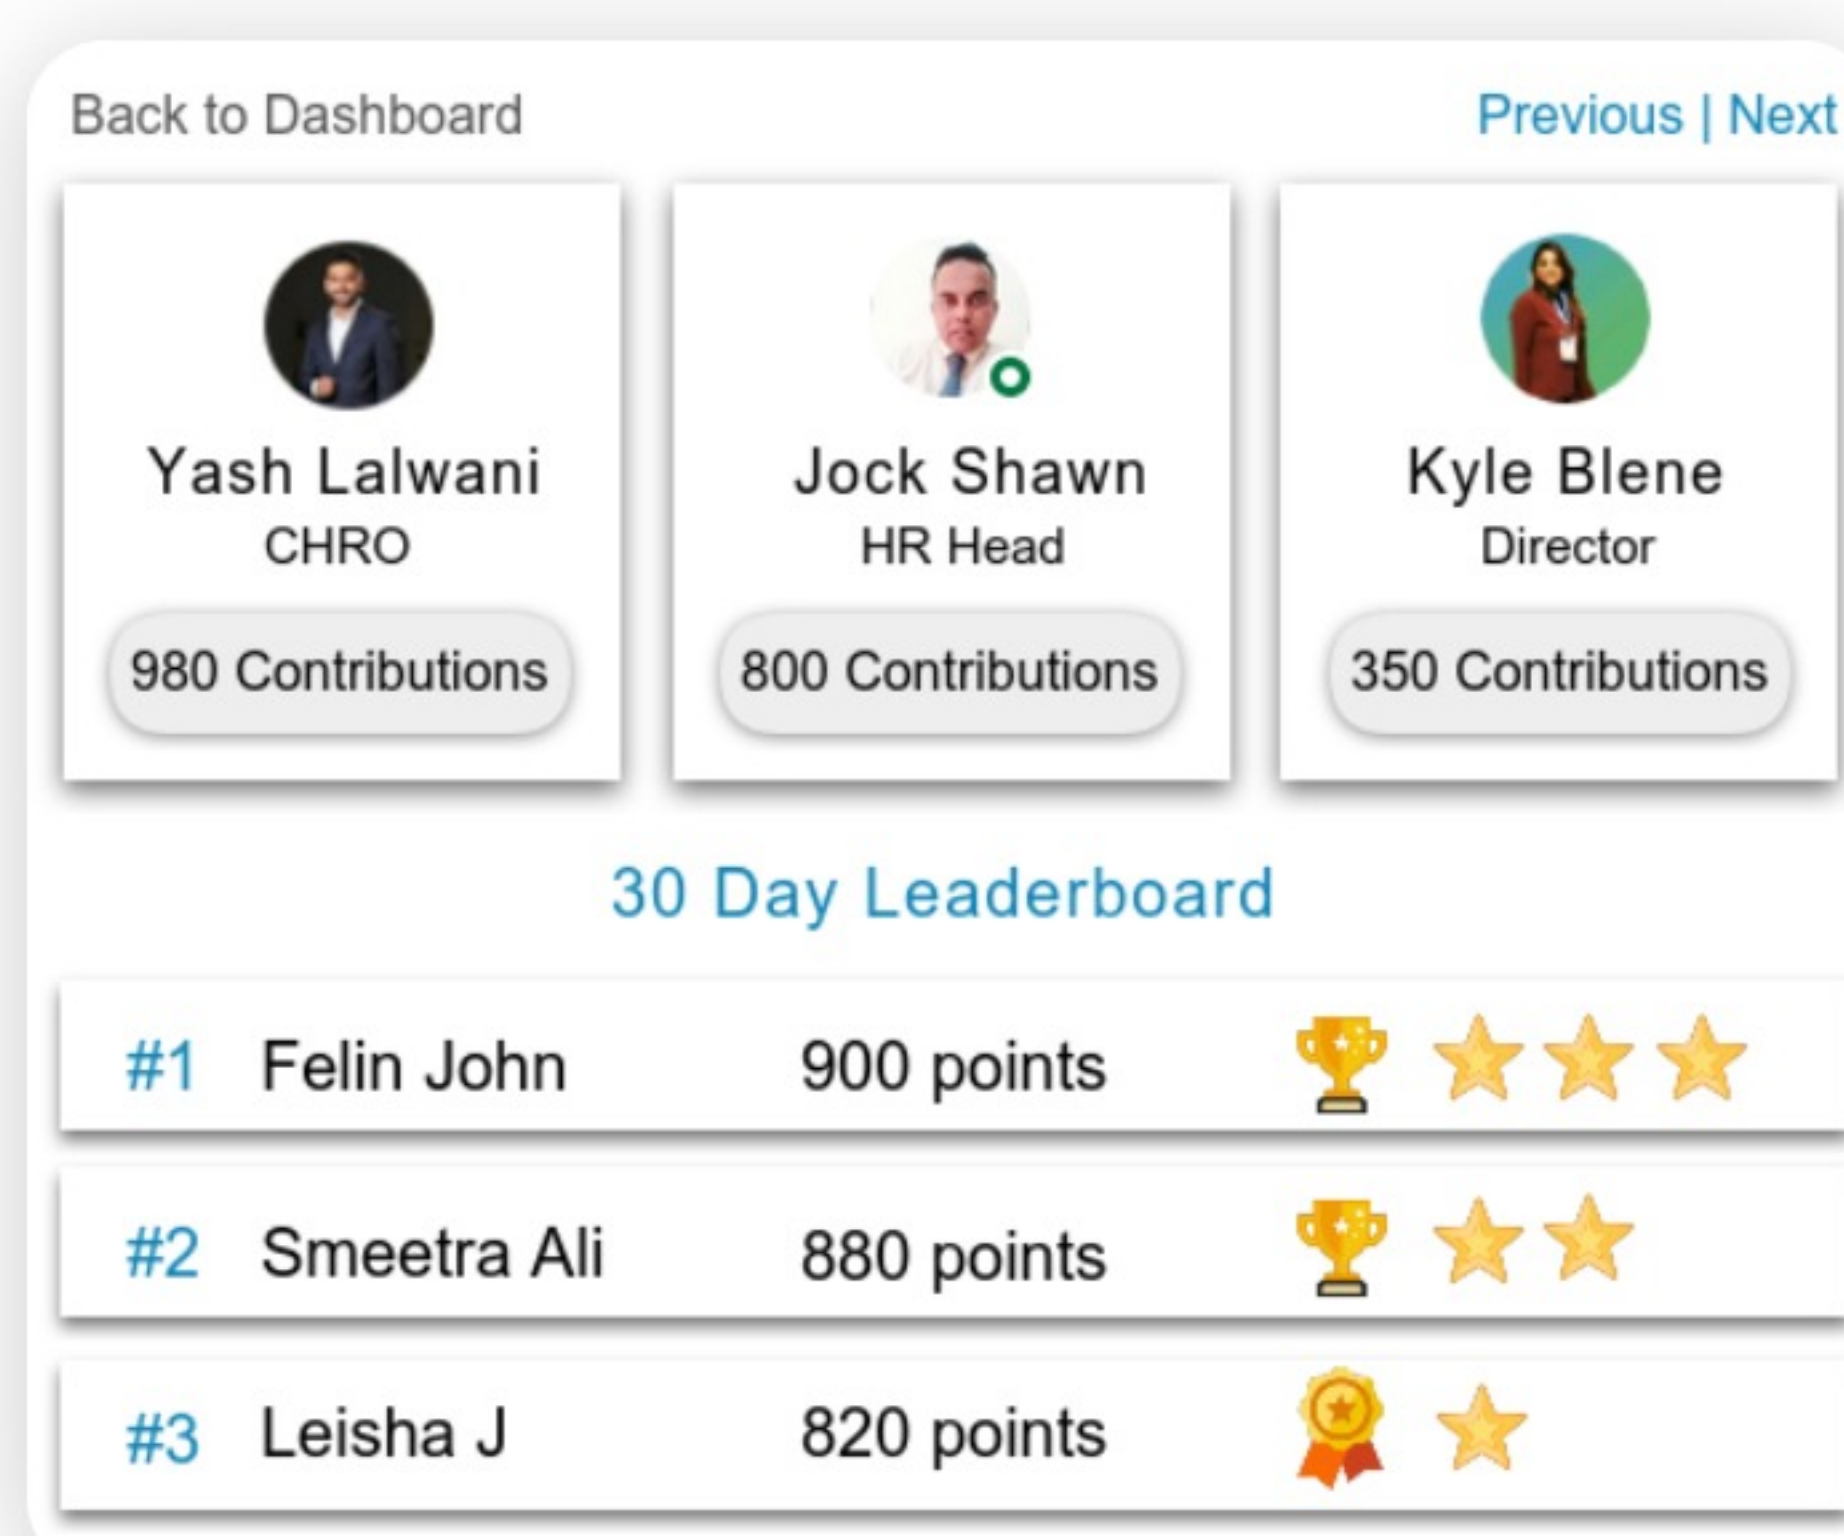 Back to Dashboard
Previous | Next
Yash Lalwani
CHRO
980 Contributions
Jock Shawn
HR Head
800 Contributions
Kyle Blene
Director
350 Contributions
30 Day Leaderboard
#1 Felin John 900 points
#2 Smeetra Ali 880 points
#3 Leisha J 820 points